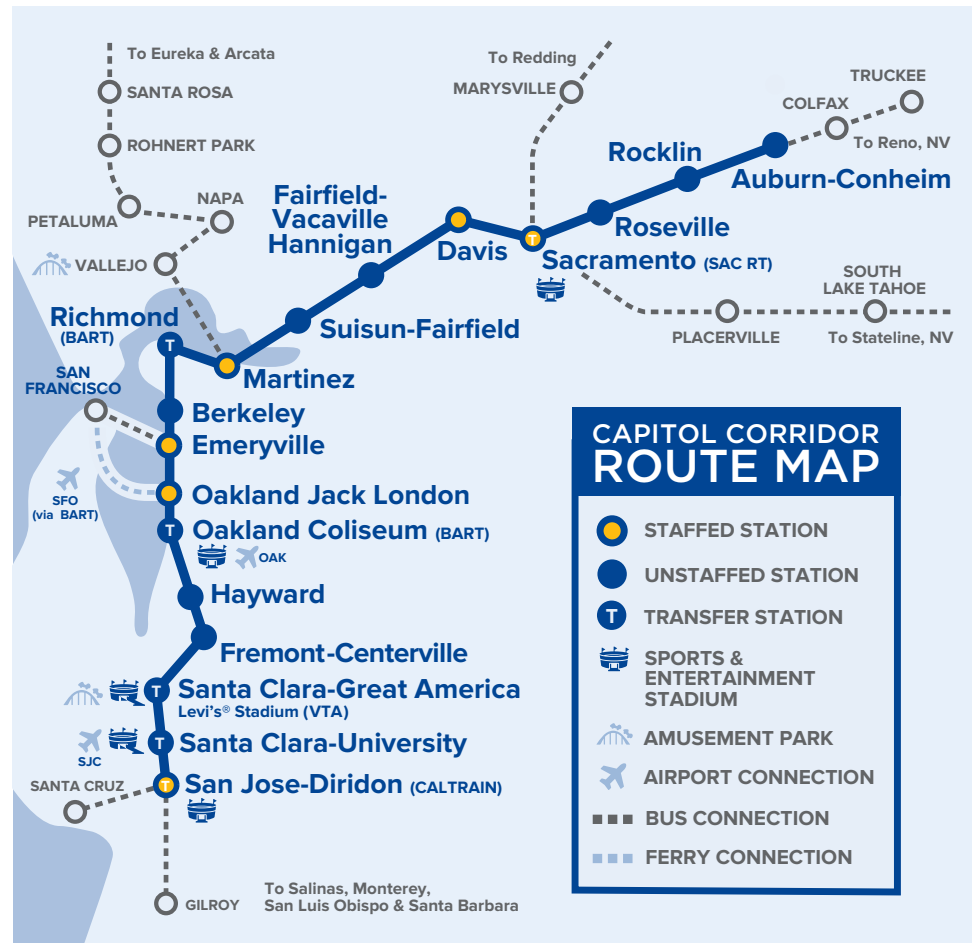 To Eureka & Arcata
SANTA ROSA
ROHNERT PARK
NAPA
PETALUMA
VALLEJO
To Redding
MARYSVILLE
TRUCKEE
COLFAX
To Reno, NV
Rocklin
Auburn-Conheim
Roseville
Fairfield-
Vacaville
Hannigan
Davis
Sacramento (SAC RT)
T
SOUTH
LAKE TAHOE
PLACERVILLE
To Stateline, NV
Suisun-Fairfield
Richmond
(BART)
T
Martinez
SAN
FRANCISCO
Berkeley
Emeryville
SFO
(via BART)
Oakland Jack London
T
Oakland Coliseum (BART)
OAK
Hayward
Fremont-Centerville
T
Santa Clara-Great America
Levi's® Stadium (VTA)
T
Santa Clara-University
SJC
T
San Jose-Diridon (CALTRAIN)
SANTA CRUZ
GILROY
To Salinas, Monterey,
San Luis Obispo & Santa Barbara
CAPITOL CORRIDOR
ROUTE MAP
STAFFED STATION
UNSTAFFED STATION
T
TRANSFER STATION
SPORTS &
ENTERTAINMENT
STADIUM
AMUSEMENT PARK
AIRPORT CONNECTION
BUS CONNECTION
FERRY CONNECTION